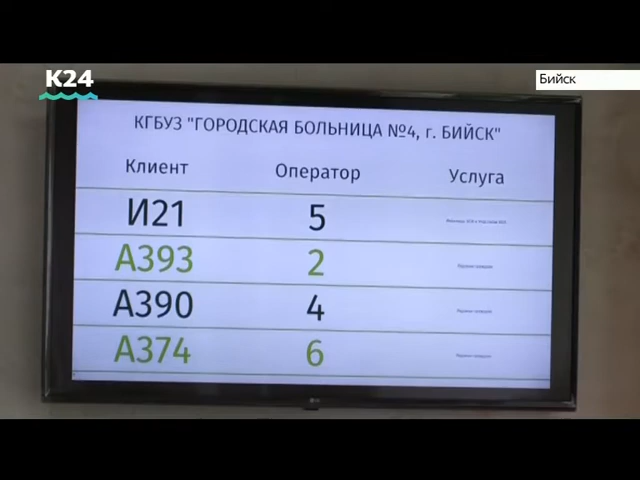 К24
Бийск
КГБУЗ "ГОРОДСКАЯ БОЛЬНИЦА №4, г. БИЙСК"
Клиент Оператор Услуга
И21 5
А393 2
А390 4
А374 6
LG